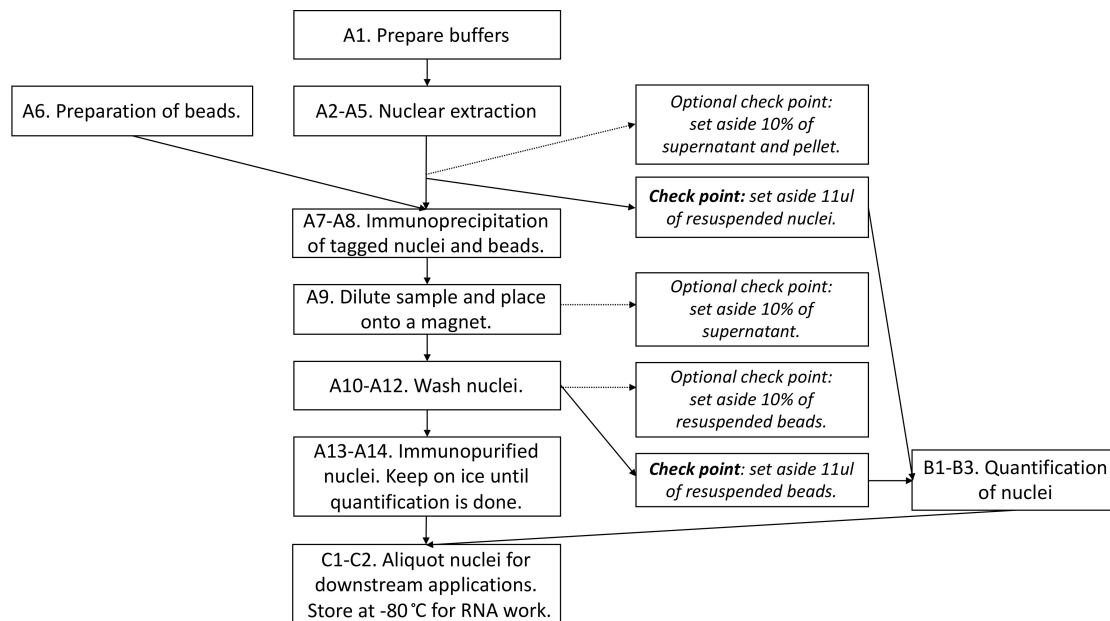 A1. Prepare buffers
A6. Preparation of beads.
A2-A5. Nuclear extraction
Optional check point:
set aside 10% of
supernatant and pellet.
Check point: set aside 11ul
of resuspended nuclei.
A7-A8. Immunoprecipitation
of tagged nuclei and beads.
A9. Dilute sample and place
onto a magnet.
Optional check point:
set aside 10% of
supernatant.
A10-A12. Wash nuclei.
Optional check point:
set aside 10% of
resuspended beads.
A13-A14. Immunopurified
nuclei. Keep on ice until
quantification is done.
Check point: set aside 11ul
of resuspended beads.
B1-B3. Quantification
of nuclei
C1-C2. Aliquot nuclei for
downstream applications.
Store at -80˚C for RNA work.